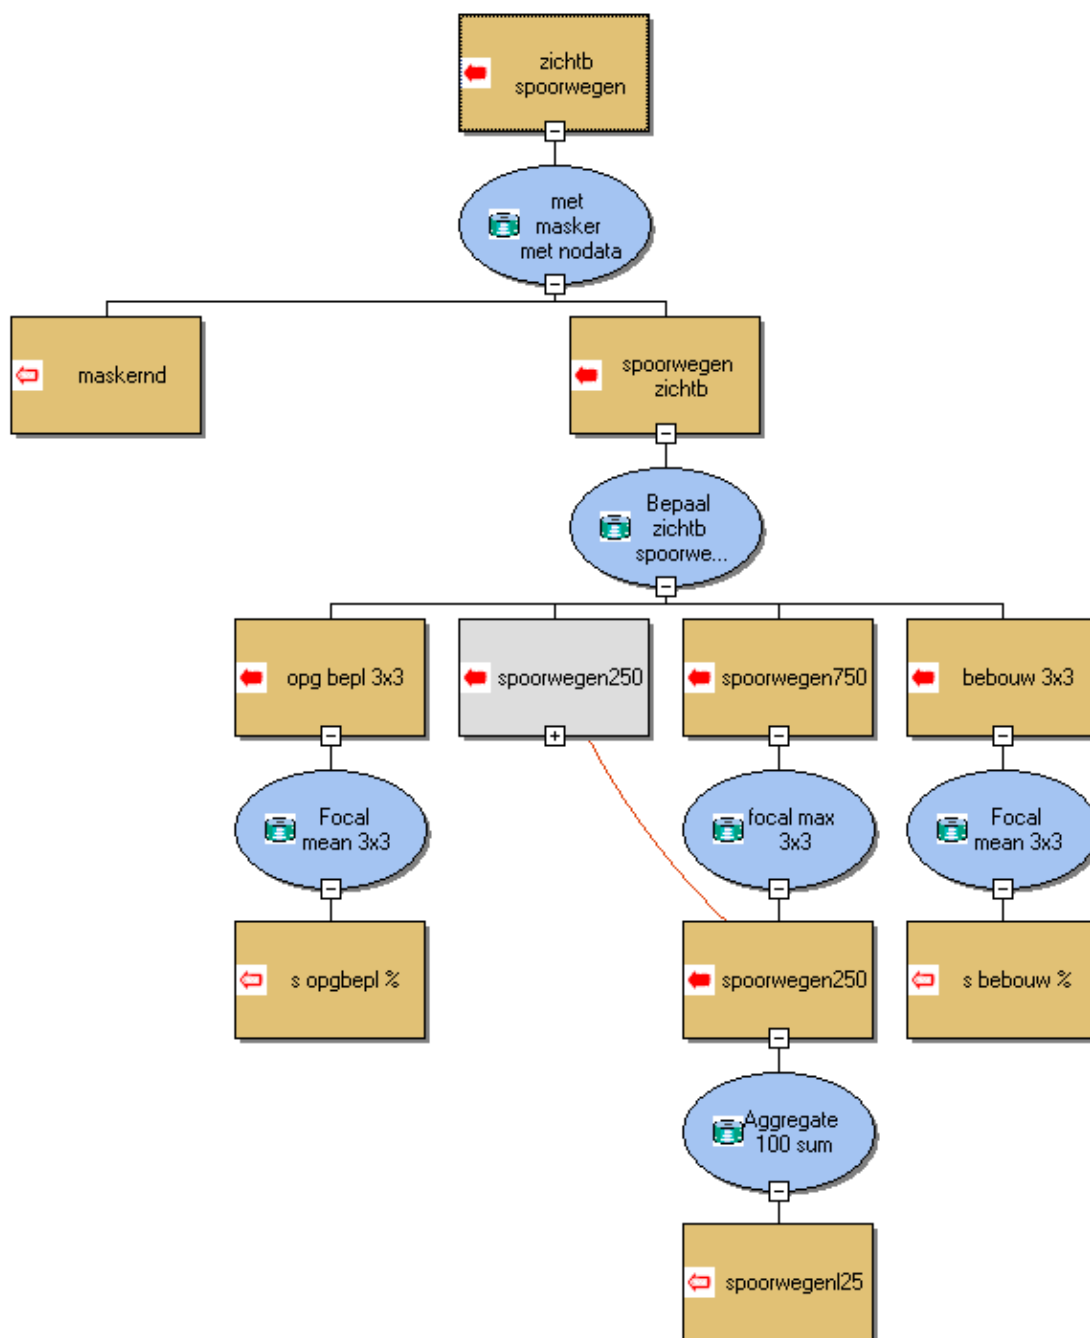 zichtb
spoorwegen
met
masker
met nodata
maskernd
spoorwegen
zichtb
Bepaal
zichtb
spoorwe...
opg bepl 3x3
spoorwegen250
spoorwegen750
bebouw 3x3
Focal
mean 3x3
focal max
3x3
Focal
mean 3x3
s opgbepl %
spoorwegen250
s bebouw %
Aggregate
100 sum
spoorwegenl25